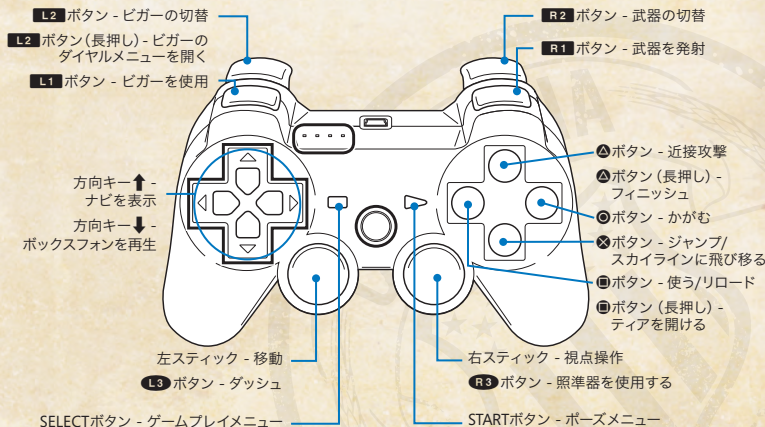 L2 ボタン - ビガーの切替
L2 ボタン（長押し）- ビガーの
ダイヤルメニューを開く
L1 ボタン - ビガーを使用
方向キー⬆ -
ナビを表示
方向キー⬇ -
ボックスフォンを再生
左スティック - 移動
L3 ボタン - ダッシュ
SELECTボタン - ゲームプレイメニュー
R2 ボタン - 武器の切替
R1 ボタン - 武器を発射
△ボタン - 近接攻撃
△ボタン（長押し）-
フィニッシュ
○ボタン - かがむ
×ボタン - ジャンプ/
スカイラインに飛び移る
□ボタン - 使う/リロード
□ボタン（長押し）-
ティアを開ける
右スティック - 視点操作
R3 ボタン - 照準器を使用する
STARTボタン - ポーズメニュー